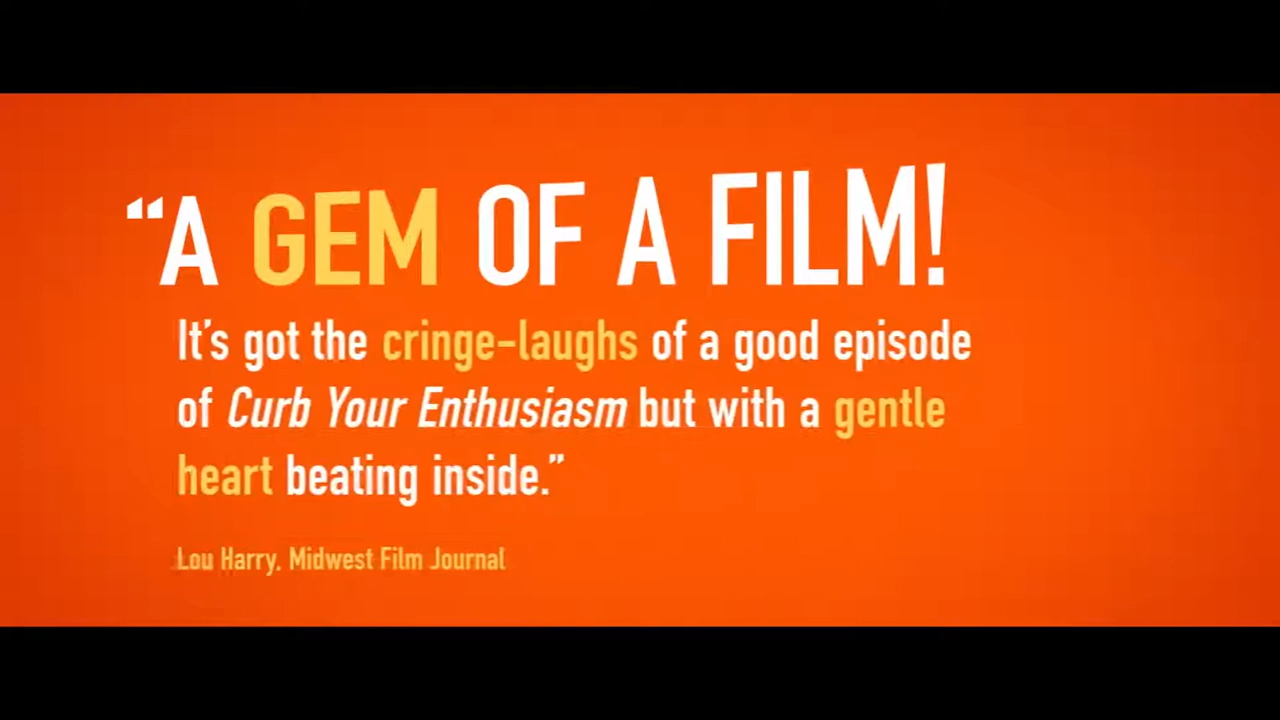 “A GEM OF A FILM!
It’s got the cringe-laughs of a good episode
of Curb Your Enthusiasm but with a gentle
heart beating inside.”
Lou Harry, Midwest Film Journal